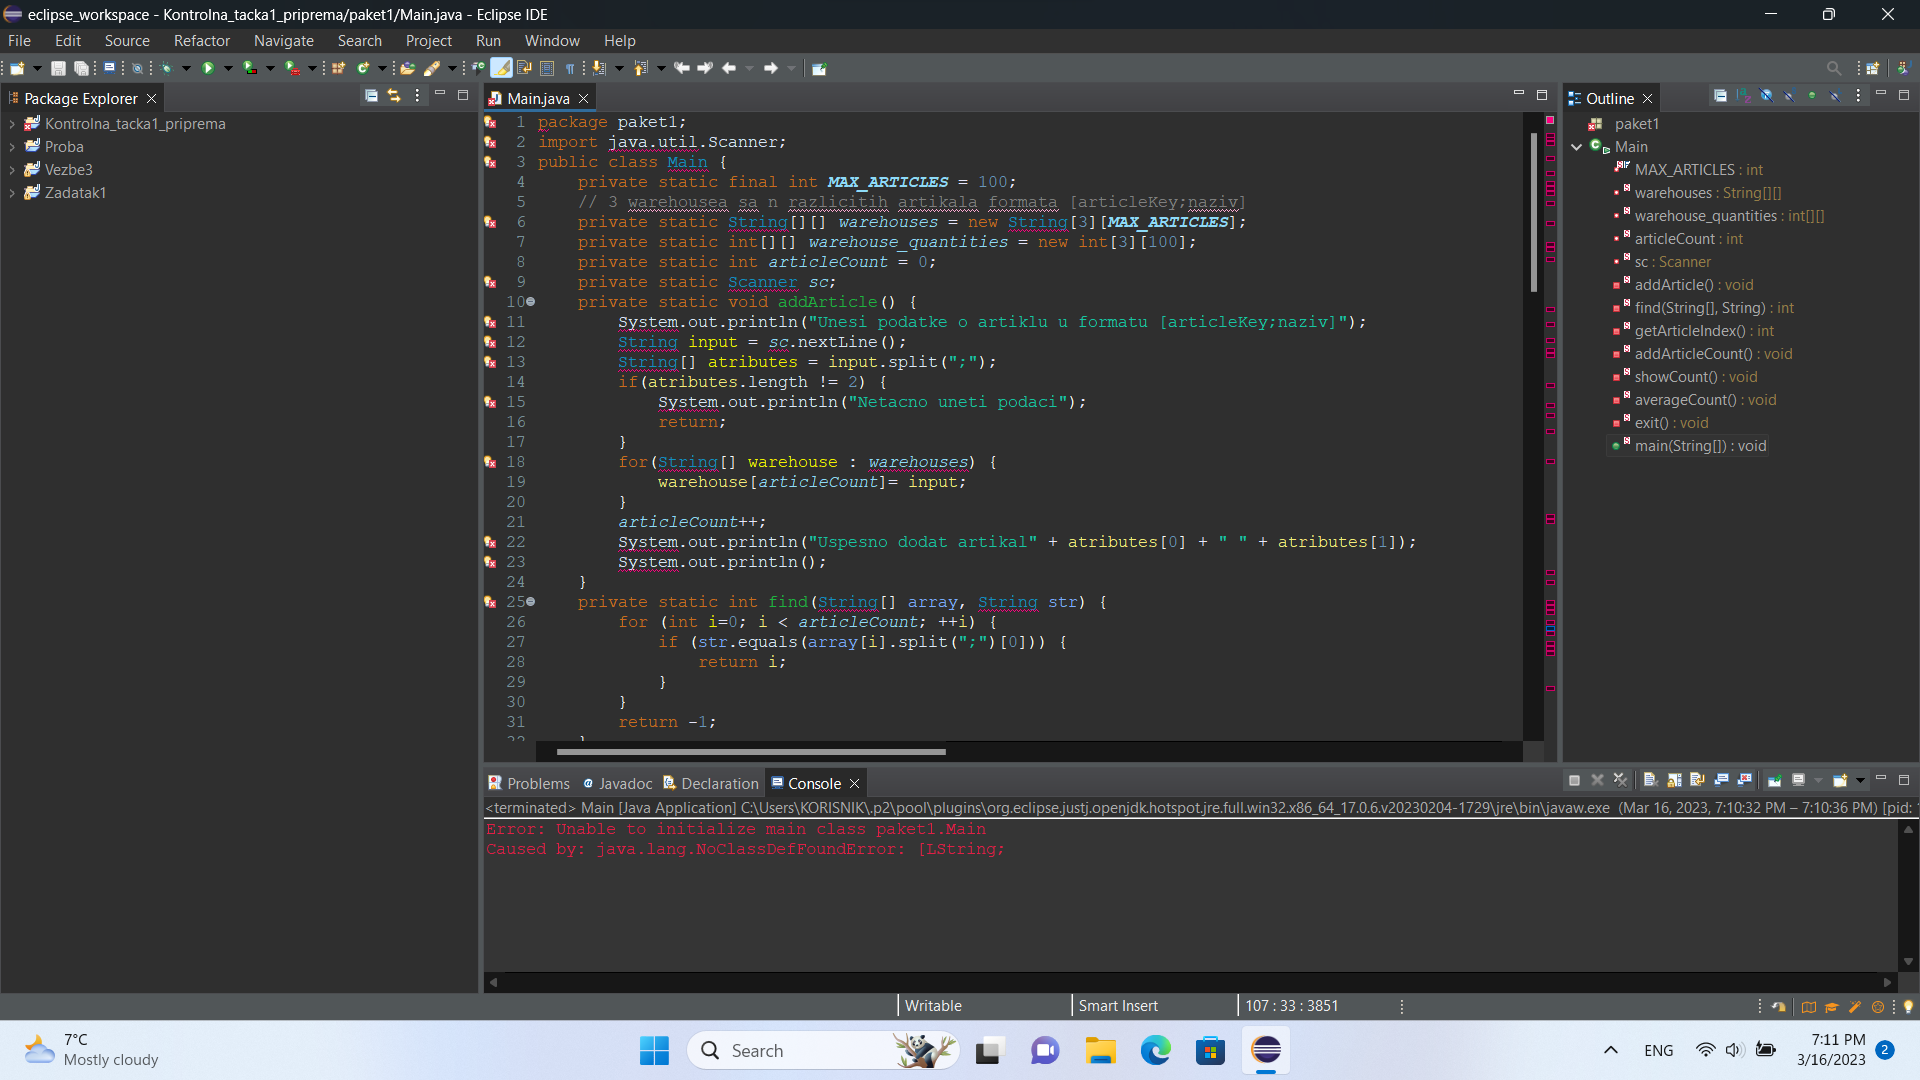 eclipse_workspace - Kontrolna_tacka1_priprema/paket1/Main.java - Eclipse IDE
File Edit Source Refactor Navigate Search Project Run Window Help
Package Explorer
Kontrolna_tacka1_priprema
Proba
Vezbe3
Zadatak1
Main.java
1 package paket1;
2 import java.util.Scanner;
3 public class Main {
4 private static final int MAX_ARTICLES = 100;
5 // 3 warehousea sa n razlicitih artikala formata [articleKey;naziv]
6 private static String[][] warehouses = new String[3][MAX_ARTICLES];
7 private static int[][] warehouse_quantities = new int[3][100];
8 private static int articleCount = 0;
9 private static Scanner sc;
10 private static void addArticle() {
11 System.out.println("Unesi podatke o artiklu u formatu [articleKey;naziv]");
12 String input = sc.nextLine();
13 String[] atributes = input.split(";");
14 if(atributes.length != 2) {
15 System.out.println("Netacno uneti podaci");
16 return;
17 }
18 for(String[] warehouse : warehouses) {
19 warehouse[articleCount]= input;
20 }
21 articleCount++;
22 System.out.println("Uspesno dodat artikal" + atributes[0] + " " + atributes[1]);
23 System.out.println();
24 }
25 private static int find(String[] array, String str) {
26 for (int i=0; i < articleCount; ++i) {
27 if (str.equals(array[i].split(";")[0])) {
28 return i;
29 }
30 }
31 return -1;
Outline
paket1
Main
MAX_ARTICLES : int
warehouses : String[][]
warehouse_quantities : int[][]
articleCount : int
sc : Scanner
addArticle() : void
find(String[], String) : int
getArticleIndex() : int
addArticleCount() : void
showCount() : void
averageCount() : void
exit() : void
main(String[]) : void
Problems Javadoc Declaration Console
<terminated> Main [Java Application] C:\Users\KORISNIK\.p2\pool\plugins\org.eclipse.justj.openjdk.hotspot.jre.full.win32.x86_64_17.0.6.v20230204-1729\jre\bin\javaw.exe (Mar 16, 2023, 7:10:32 PM – 7:10:36 PM) [pid:
Error: Unable to initialize main class paket1.Main
Caused by: java.lang.NoClassDefFoundError: [LString;
Writable Smart Insert 107 : 33 : 3851
7°C
Mostly cloudy
Search
ENG
7:11 PM
3/16/2023
2